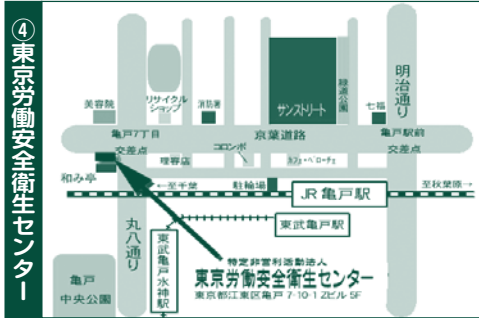 ④東京労働安全衛生センター
美容院
リサイクル
ショップ
消防署
サンストリート
緑道公園
七福
明治通り
亀戸7丁目
交差点
京葉道路
亀戸駅前
交差点
理容店
コロンボ
カフェ・ベローチェ
和み亭
←至千葉
駐輪場
JR亀戸駅
至秋葉原→
丸八通り
東武亀戸水神駅
東武亀戸駅
亀戸
中央公園
特定非営利活動法人
東京労働安全衛生センター
東京都江東区亀戸 7-10-1 Zビル 5F